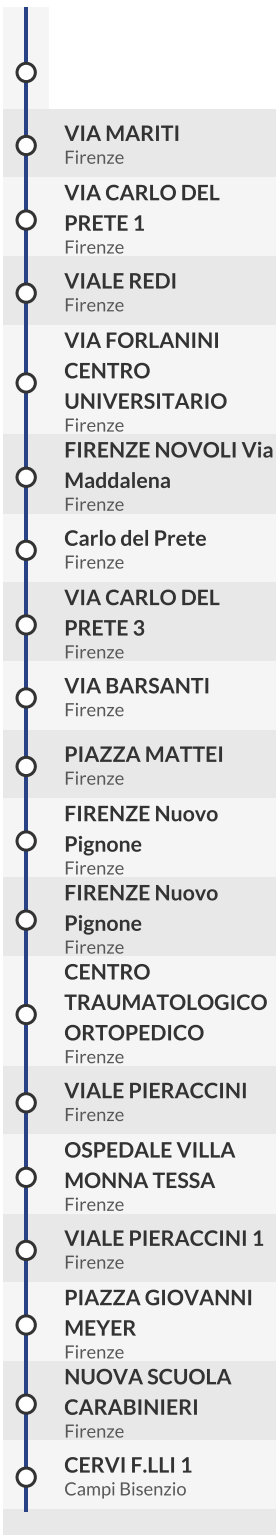 VIA MARITI
Firenze
VIA CARLO DEL
PRETE 1
Firenze
VIALE REDI
Firenze
VIA FORLANINI
CENTRO
UNIVERSITARIO
Firenze
FIRENZE NOVOLI Via
Maddalena
Firenze
Carlo del Prete
Firenze
VIA CARLO DEL
PRETE 3
Firenze
VIA BARSANTI
Firenze
PIAZZA MATTEI
Firenze
FIRENZE Nuovo
Pignone
Firenze
FIRENZE Nuovo
Pignone
Firenze
CENTRO
TRAUMATOLOGICO
ORTOPEDICO
Firenze
VIALE PIERACCINI
Firenze
OSPEDALE VILLA
MONNA TESSA
Firenze
VIALE PIERACCINI 1
Firenze
PIAZZA GIOVANNI
MEYER
Firenze
NUOVA SCUOLA
CARABINIERI
Firenze
CERVI F.LLI 1
Campi Bisenzio